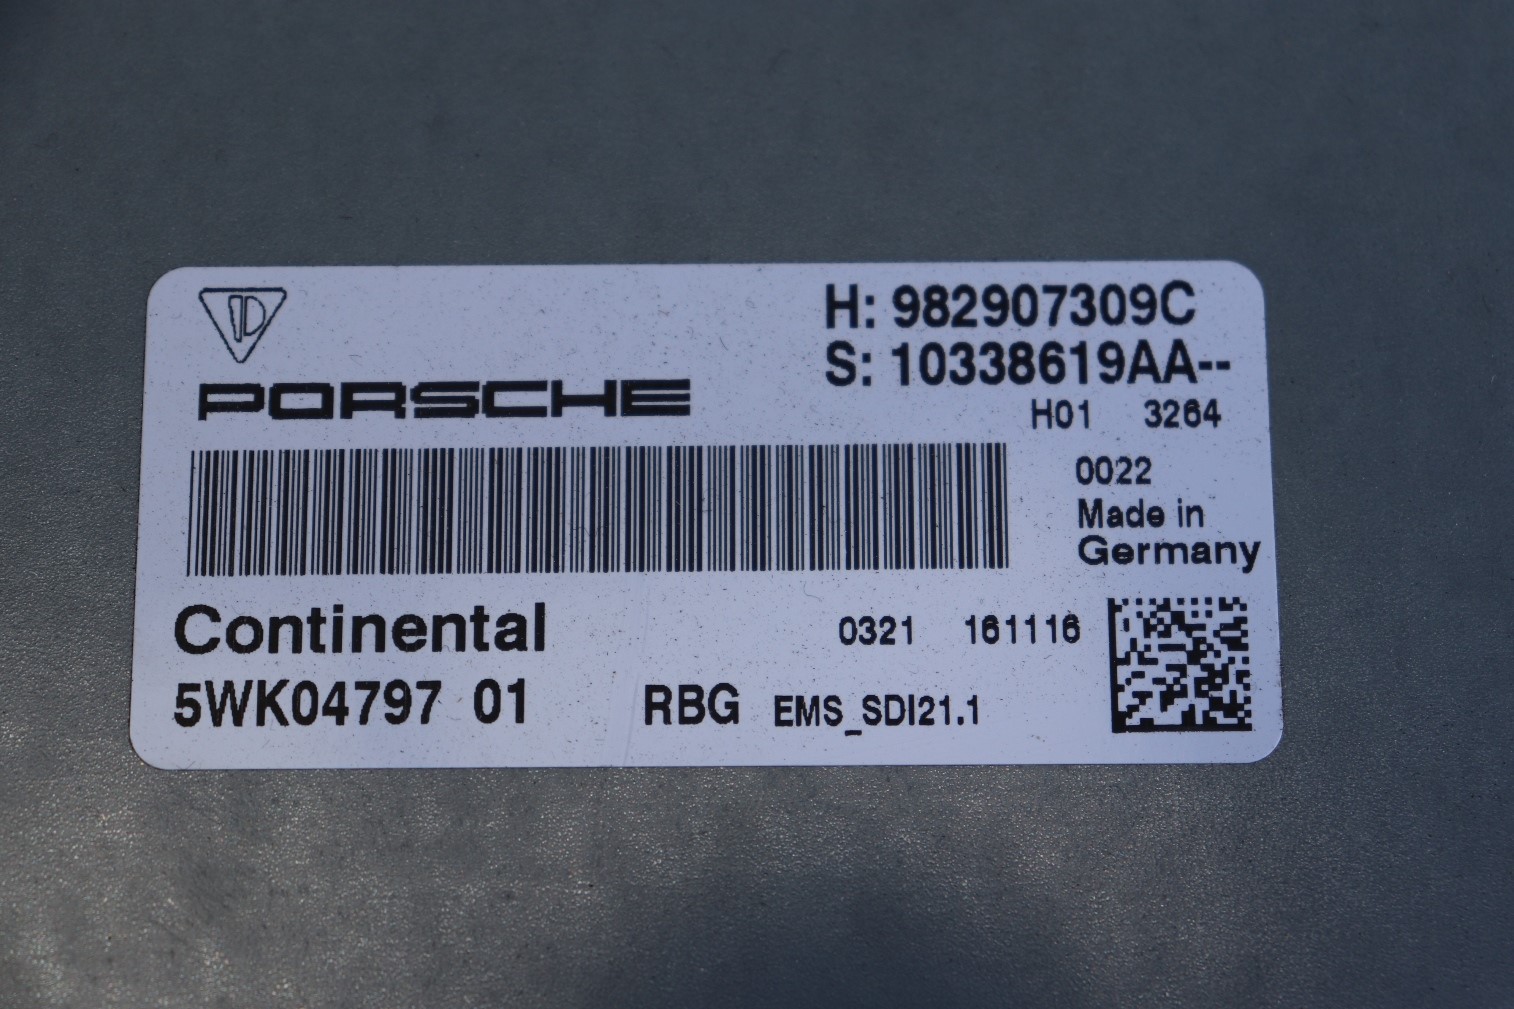 H: 982907309C
S: 10338619AA--
PORSCHE
H01 3264
0022
Made in
Germany
Continental
0321 161116
5WK04797 01
RBG EMS_SDI21.1